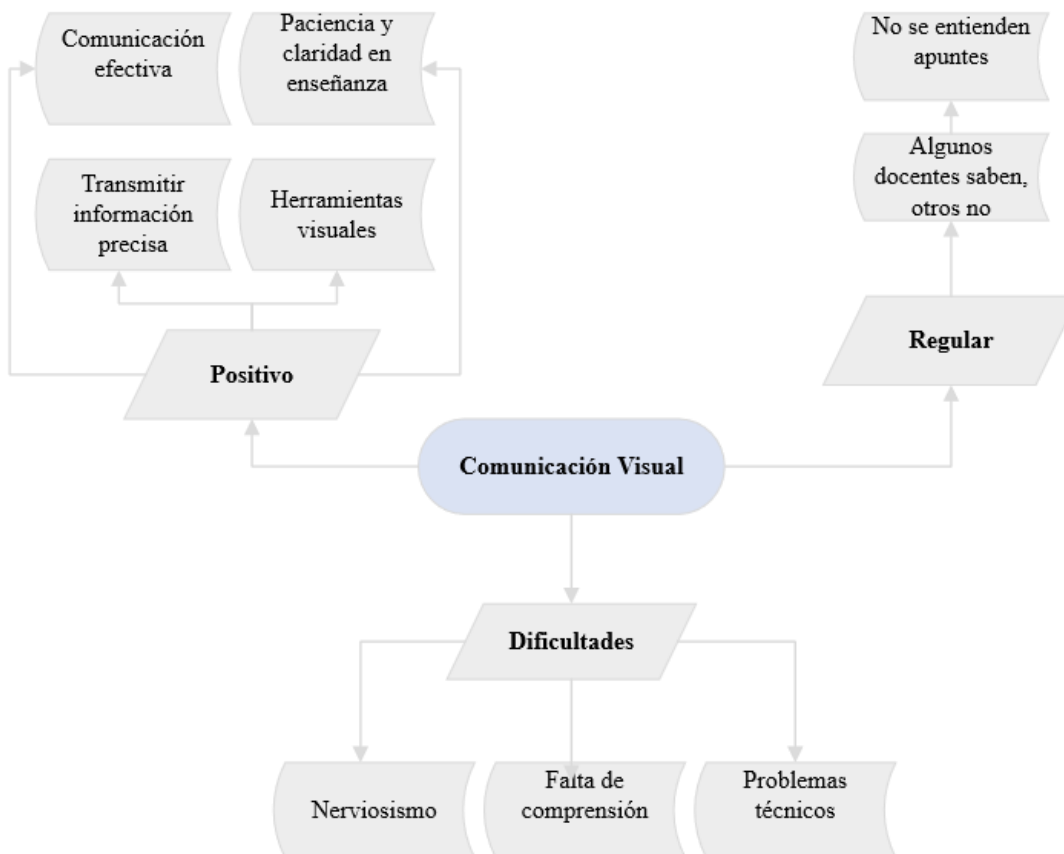 Comunicación
efectiva
Paciencia y
claridad en
enseñanza
No se entienden
apuntes
Transmitir
información
precisa
Herramientas
visuales
Algunos
docentes saben,
otros no
Positivo
Regular
Comunicación Visual
Dificultades
Nerviosismo
Falta de
comprensión
Problemas
técnicos